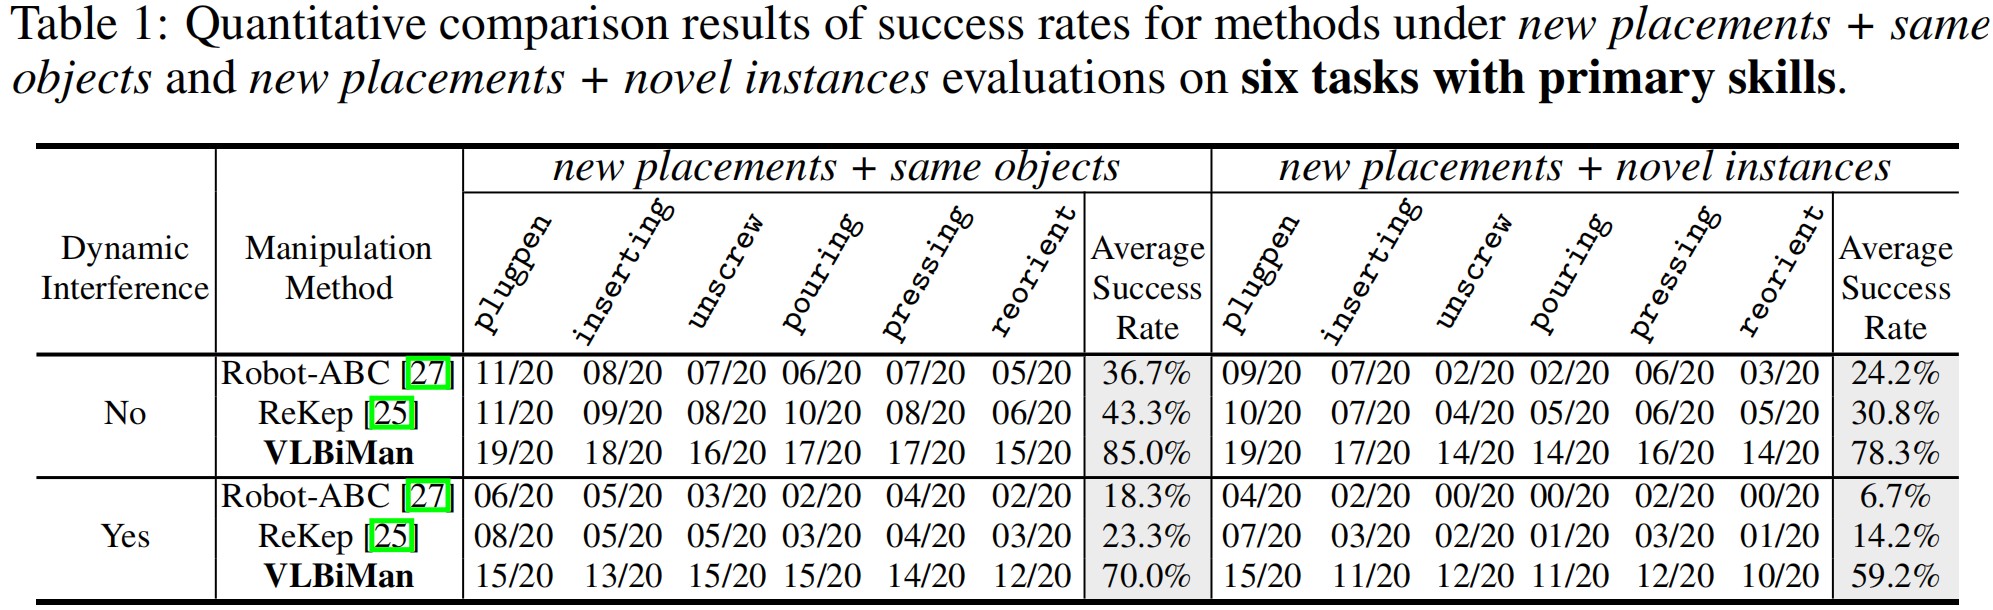 Table 1: Quantitative comparison results of success rates for methods under new placements + same
objects and new placements + novel instances evaluations on six tasks with primary skills.
Dynamic Interference | Manipulation Method | new placements + same objects | new placements + novel instances
plugpen inserting unscrew pouring pressing reorient Average Success Rate | plugpen inserting unscrew pouring pressing reorient Average Success Rate
No
Robot-ABC [27] 11/20 08/20 07/20 06/20 07/20 05/20 36.7% 09/20 07/20 02/20 02/20 06/20 03/20 24.2%
ReKep [25] 11/20 09/20 08/20 10/20 08/20 06/20 43.3% 10/20 07/20 04/20 05/20 06/20 05/20 30.8%
VLBiMan 19/20 18/20 16/20 17/20 17/20 15/20 85.0% 19/20 17/20 14/20 14/20 16/20 14/20 78.3%
Yes
Robot-ABC [27] 06/20 05/20 03/20 02/20 04/20 02/20 18.3% 04/20 02/20 00/20 00/20 02/20 00/20 6.7%
ReKep [25] 08/20 05/20 05/20 03/20 04/20 03/20 23.3% 07/20 03/20 02/20 01/20 03/20 01/20 14.2%
VLBiMan 15/20 13/20 15/20 15/20 14/20 12/20 70.0% 15/20 11/20 12/20 11/20 12/20 10/20 59.2%